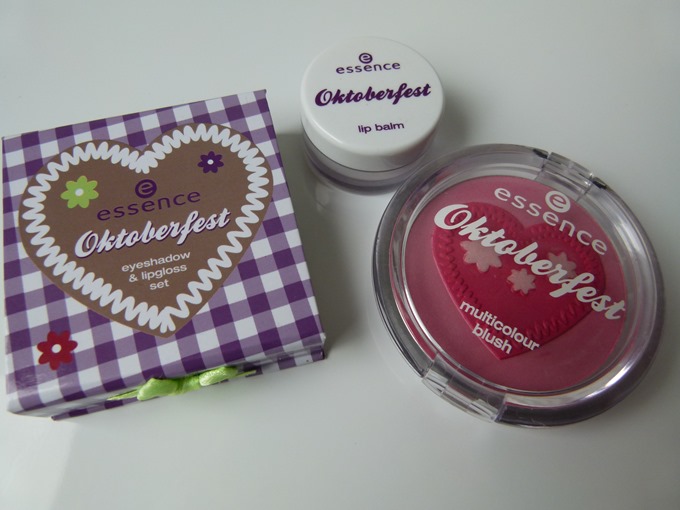 essence
Oktoberfest
eyeshadow
& lipgloss
set
essence
Oktoberfest
lip balm
essence
Oktoberfest
multicolour
blush